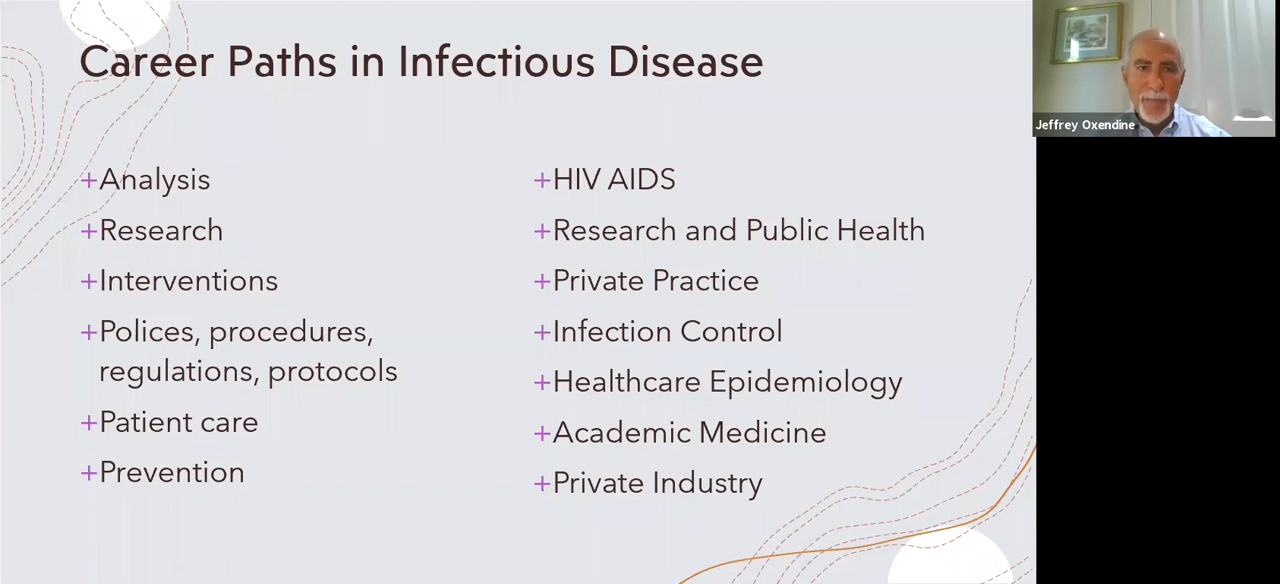 Career Paths in Infectious Disease
+Analysis
+Research
+Interventions
+Polices, procedures,
regulations, protocols
+Patient care
+Prevention
+HIV AIDS
+Research and Public Health
+Private Practice
+Infection Control
+Healthcare Epidemiology
+Academic Medicine
+Private Industry
Jeffrey Oxendine